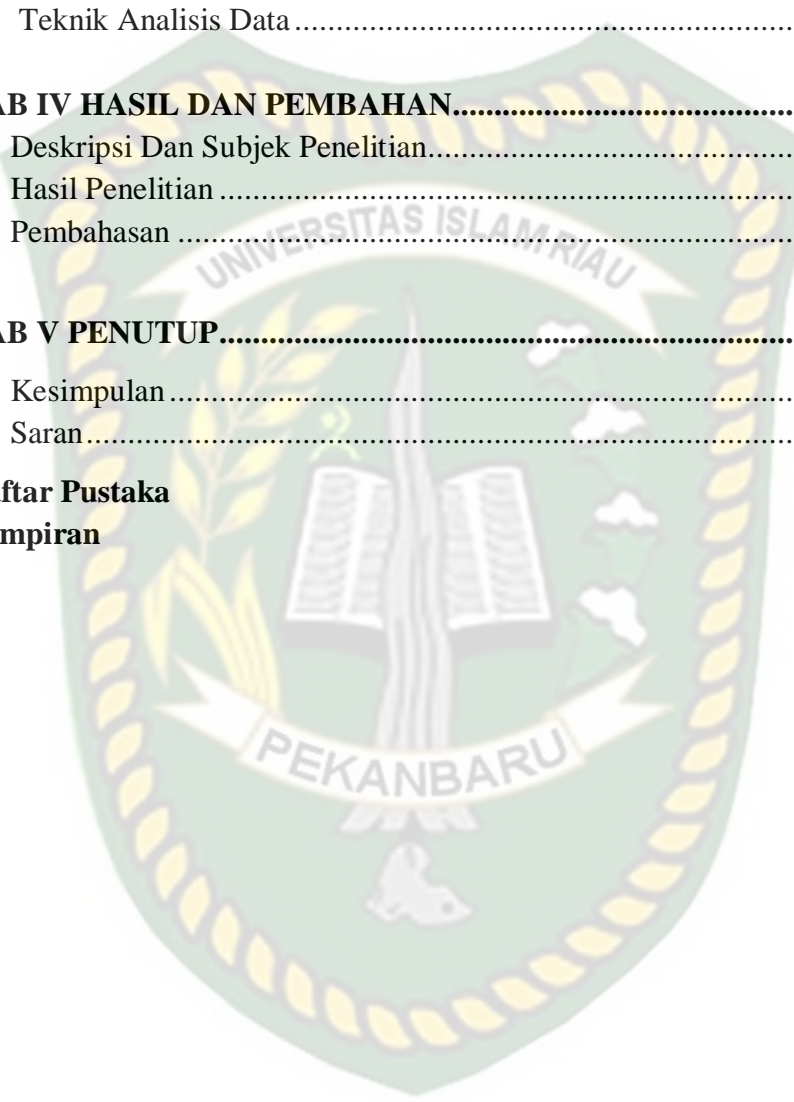 Teknik Analisis Data................................................................
AB IV HASIL DAN PEMBAHAN..........................................
Deskripsi Dan Subjek Penelitian............................................
Hasil Penelitian......................................................................
UNIVERSITAS ISLAM RIAU
Pembahasan...........................................................................
AB V PENUTUP.....................................................................
Kesimpulan............................................................................
Saran......................................................................................
ftar Pustaka
mpiran
PEKANBARU